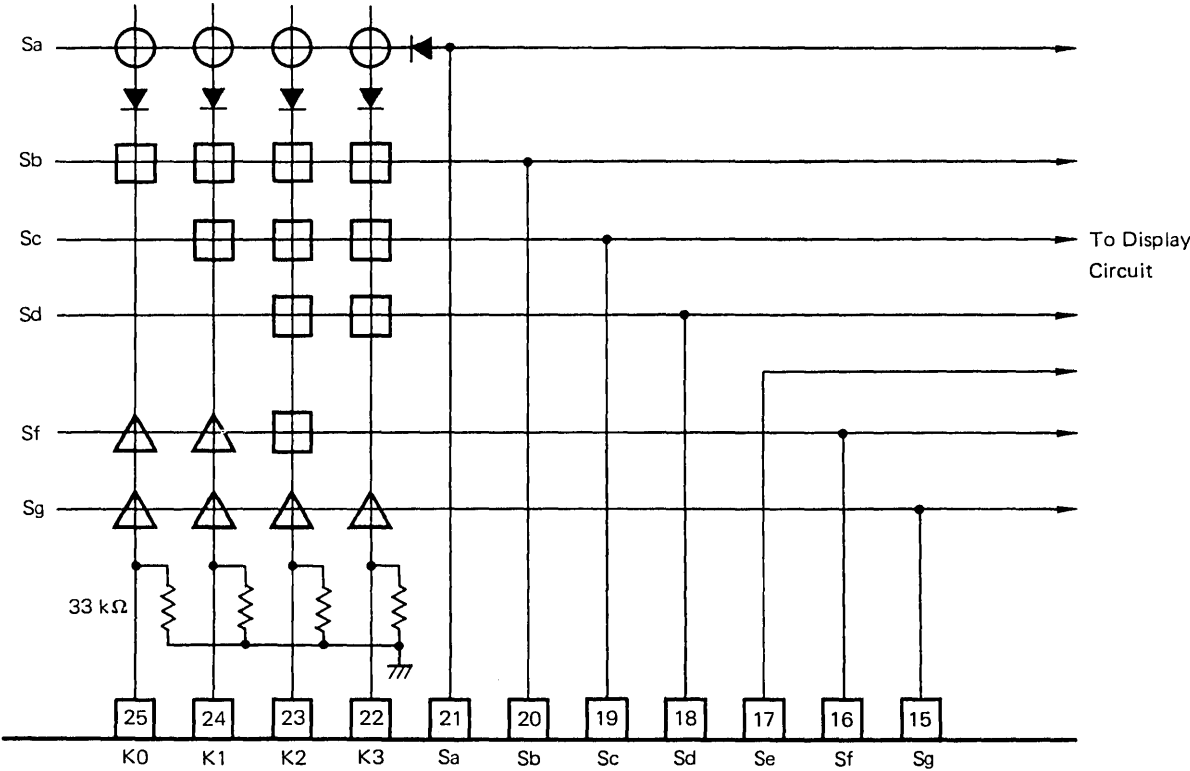 Sa
Sb
Sc
To Display
Circuit
Sd
Sf
Sg
33 kΩ
25 24 23 22 21 20 19 18 17 16 15
K0 K1 K2 K3 Sa Sb Sc Sd Se Sf Sg